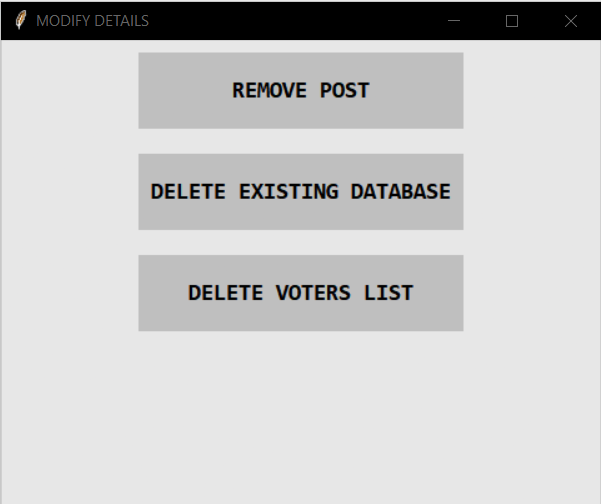 MODIFY DETAILS
REMOVE POST
DELETE EXISTING DATABASE
DELETE VOTERS LIST